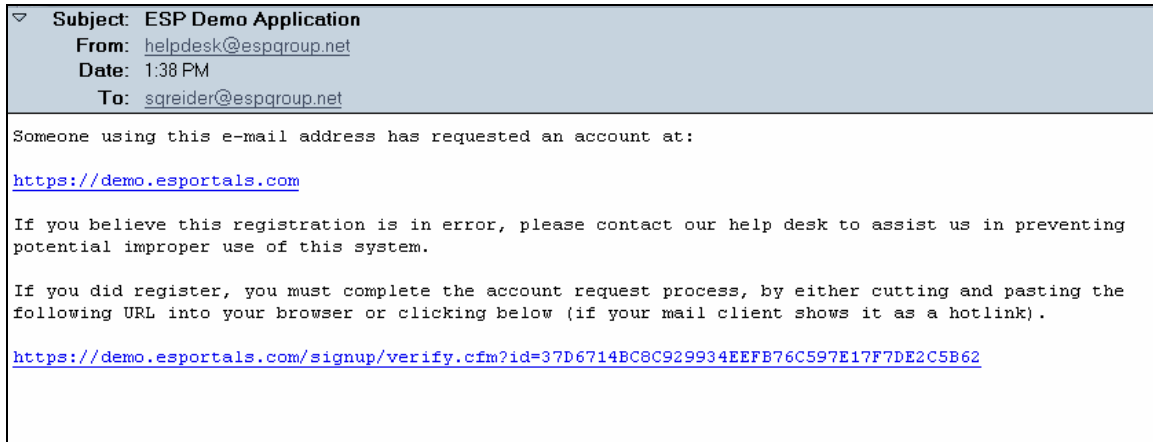 Subject: ESP Demo Application
From: helpdesk@espgroup.net
Date: 1:38 PM
To: sgreider@espgroup.net
Someone using this e-mail address has requested an account at:
https://demo.esportals.com
If you believe this registration is in error, please contact our help desk to assist us in preventing
potential improper use of this system.
If you did register, you must complete the account request process, by either cutting and pasting the
following URL into your browser or clicking below (if your mail client shows it as a hotlink).
https://demo.esportals.com/signup/verify.cfm?id=37D6714BC8C929934EEFB76C597E17F7DE2C5B62